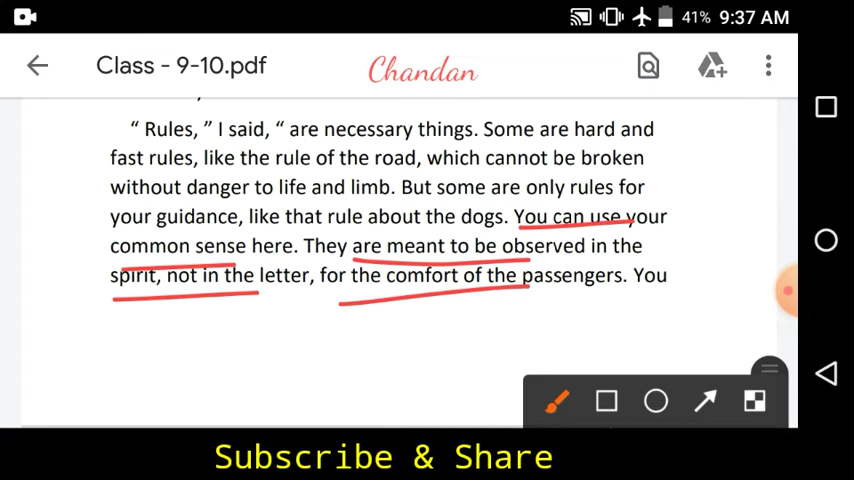 41% 9:37 AM
Class - 9-10.pdf
Chandan
“ Rules, ” I said, “ are necessary things. Some are hard and
fast rules, like the rule of the road, which cannot be broken
without danger to life and limb. But some are only rules for
your guidance, like that rule about the dogs. You can use your
common sense here. They are meant to be observed in the
spirit, not in the letter, for the comfort of the passengers. You
Subscribe & Share